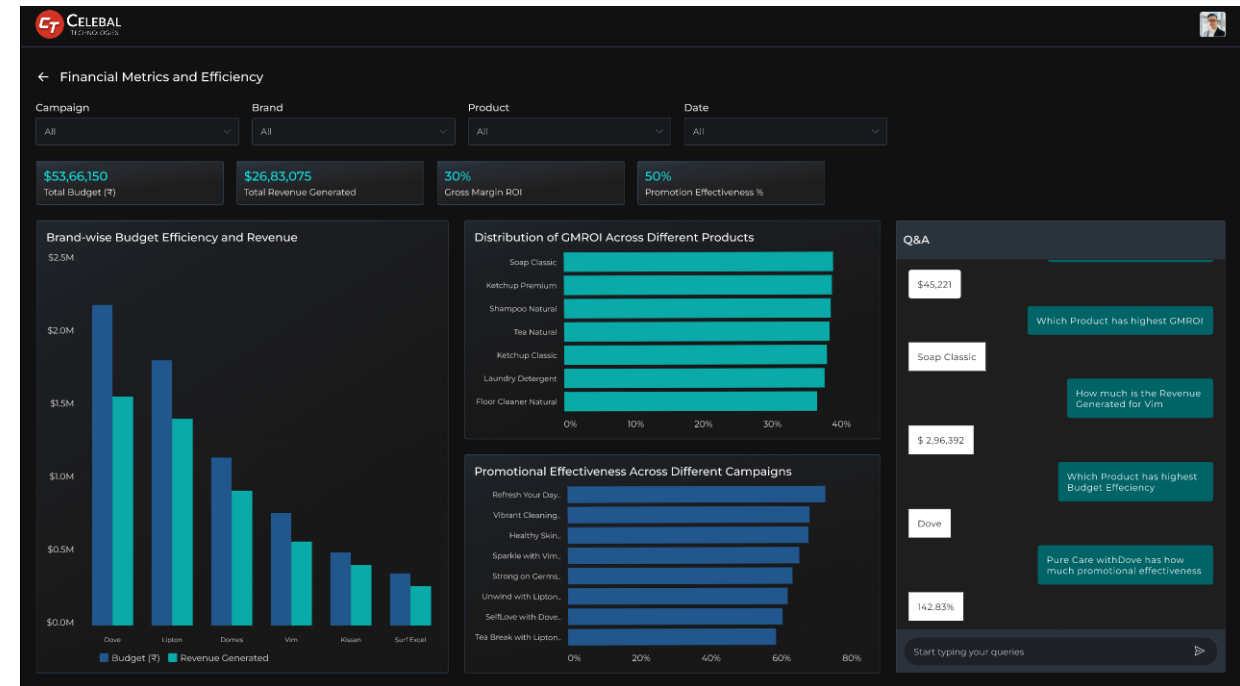 CT CELEBAL
TECHNOLOGIES
← Financial Metrics and Efficiency
Campaign
Brand
Product
Date
All
All
All
All
$53,66,150
Total Budget (₹)
$26,83,075
Total Revenue Generated
30%
Gross Margin ROI
50%
Promotion Effectiveness %
Brand-wise Budget Efficiency and Revenue
$2.5M
$2.0M
$1.5M
$1.0M
$0.5M
$0.0M
Dove
Lipton
Domes
Vim
Kissan
Surf Excel
Budget (₹)
Revenue Generated
Distribution of GMROI Across Different Products
Soap Classic
Ketchup Premium
Shampoo Natural
Tea Natural
Ketchup Classic
Laundry Detergent
Floor Cleaner Natural
0%
10%
20%
30%
40%
Promotional Effectiveness Across Different Campaigns
Refresh Your Day..
Vibrant Cleaning..
Healthy Skin..
Sparkle with Vim..
Strong on Germs..
Unwind with Lipton..
SelfLove with Dove..
Tea Break with Lipton..
0%
20%
40%
60%
80%
Q&A
$45,221
Which Product has highest GMROI
Soap Classic
How much is the Revenue
Generated for Vim
$ 2,96,392
Which Product has highest
Budget Effeciency
Dove
Pure Care withDove has how
much promotional effectiveness
142.83%
Start typing your queries